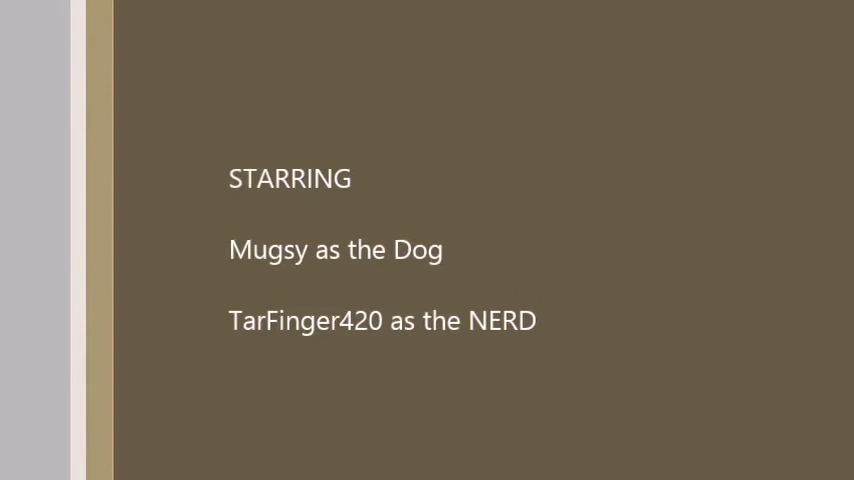 STARRING
Mugsy as the Dog
TarFinger420 as the NERD